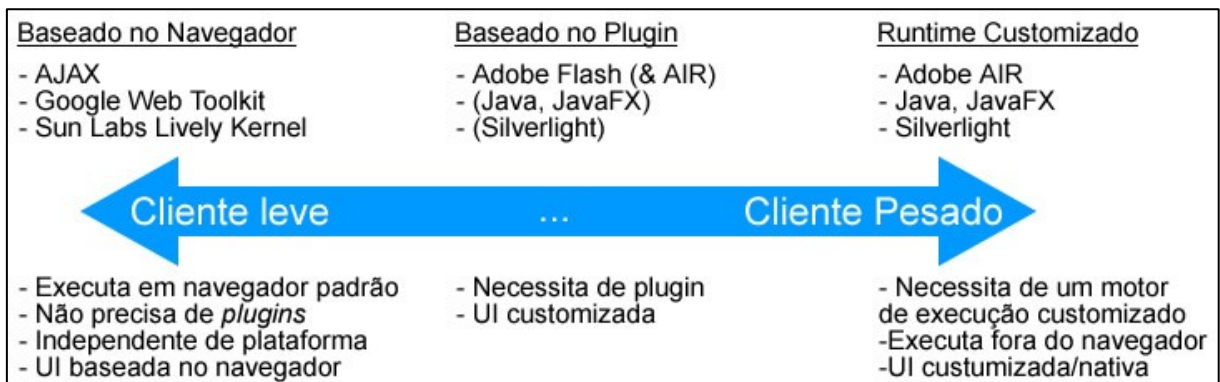 Baseado no Navegador
- AJAX
- Google Web Toolkit
- Sun Labs Lively Kernel
Baseado no Plugin
- Adobe Flash (& AIR)
- (Java, JavaFX)
- (Silverlight)
Runtime Customizado
- Adobe AIR
- Java, JavaFX
- Silverlight
Cliente leve
...
Cliente Pesado
- Executa em navegador padrão
- Não precisa de plugins
- Independente de plataforma
- UI baseada no navegador
- Necessita de plugin
- UI customizada
- Necessita de um motor
de execução customizado
-Executa fora do navegador
-UI custumizada/nativa